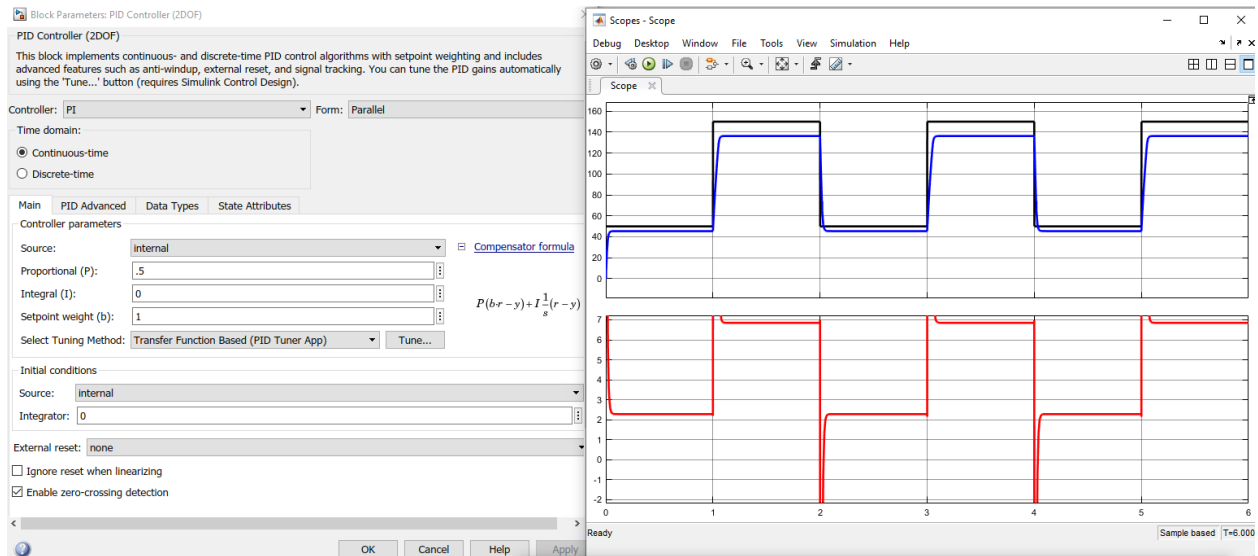 Block Parameters: PID Controller (2DOF)
PID Controller (2DOF)
This block implements continuous- and discrete-time PID control algorithms with setpoint weighting and includes
advanced features such as anti-windup, external reset, and signal tracking. You can tune the PID gains automatically
using the 'Tune...' button (requires Simulink Control Design).
Controller: PI Form: Parallel
Time domain:
Continuous-time
Discrete-time
Main PID Advanced Data Types State Attributes
Controller parameters
Source: internal Compensator formula
Proportional (P): .5
Integral (I): 0
P(b·r − y) + I 1/s (r − y)
Setpoint weight (b): 1
Select Tuning Method: Transfer Function Based (PID Tuner App) Tune...
Initial conditions
Source: internal
Integrator: 0
External reset: none
Ignore reset when linearizing
Enable zero-crossing detection
OK Cancel Help Apply
Scopes - Scope
Debug Desktop Window File Tools View Simulation Help
Scope
160
140
120
100
80
60
40
20
0
7
6
5
4
3
2
1
0
-1
-2
0 1 2 3 4 5 6
Ready Sample based T=6.000